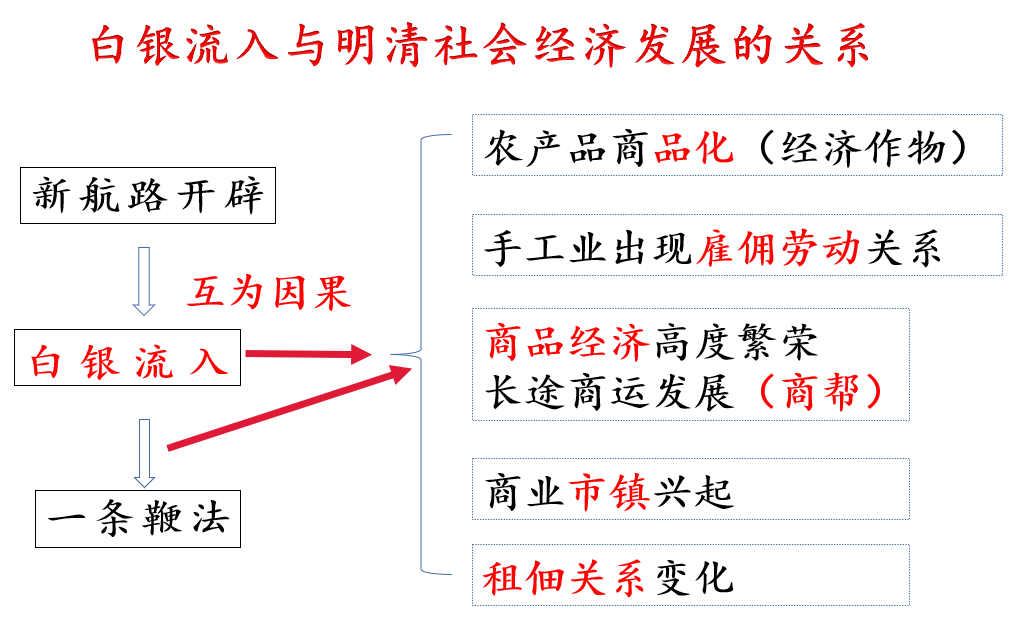 白银流入与明清社会经济发展的关系
新航路开辟
互为因果
白银流入
一条鞭法
农产品商品化（经济作物）
手工业出现雇佣劳动关系
商品经济高度繁荣
长途商运发展（商帮）
商业市镇兴起
租佃关系变化